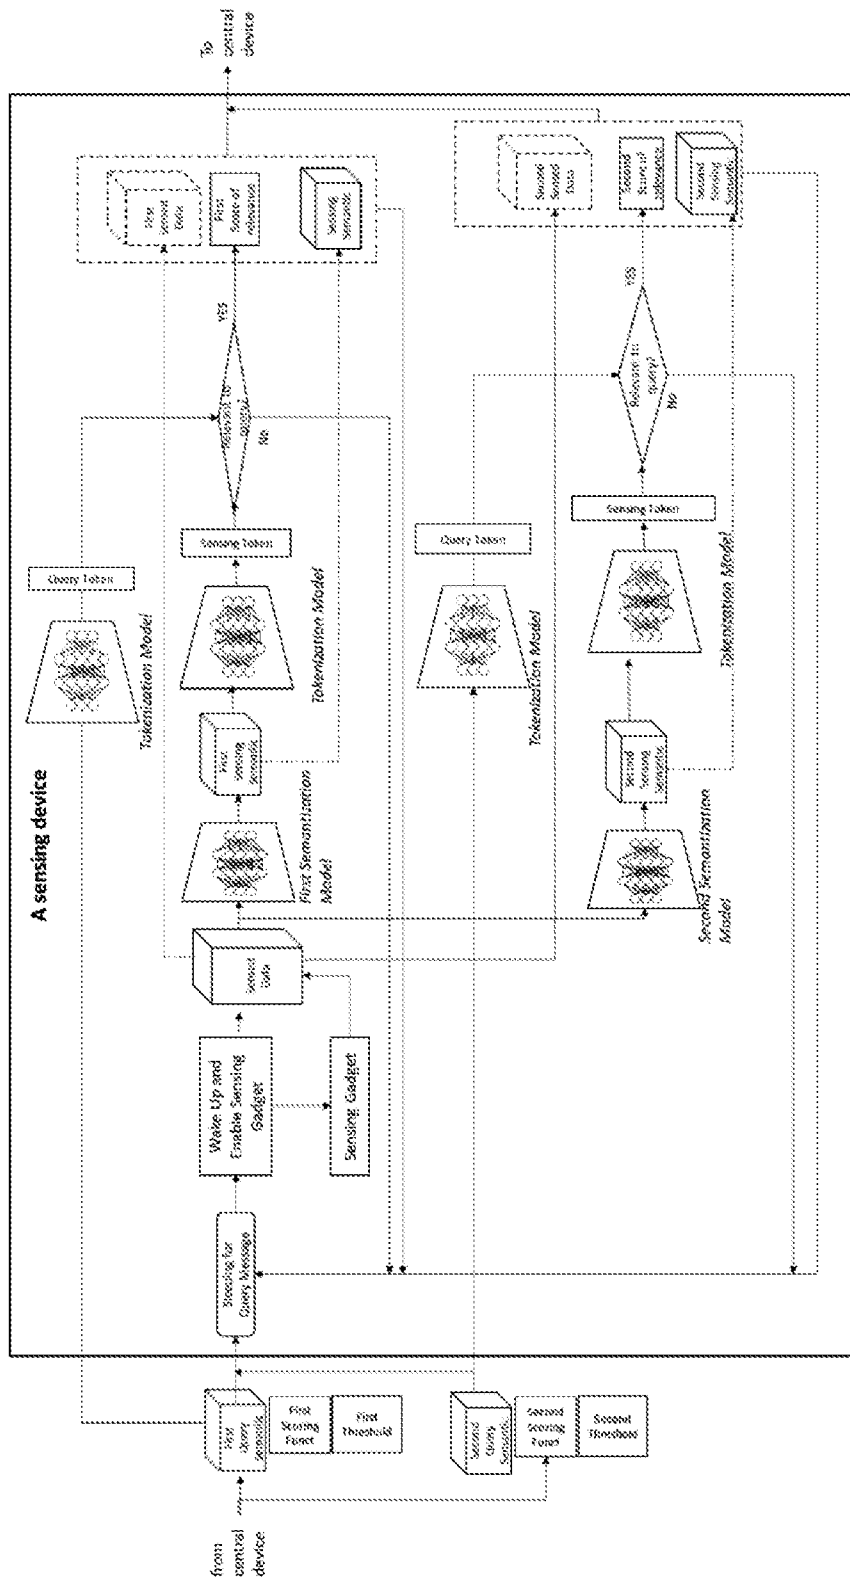 A sensing device
from
central
device
First
Query
Semantic
First
Scoring
Funct
First
Threshold
Second
Query
Semantic
Second
Scoring
Funct
Second
Threshold
Sleeping for
Query Message
Wake Up and
Enable Sensing
Gadget
Sensing Gadget
Sensed
Data
Query Token
Tokenization Model
First Semantization
Model
First
Sensing
Semantic
Tokenization Model
Sensing Token
Relevant to
query?
YES
No
First
Sensed
Data
First
Score of
relevance
Sensing
Semantic
Query Token
Tokenization Model
Second Semantization
Model
Second
Sensing
Semantic
Tokenization Model
Sensing Token
Relevant to
query?
YES
No
Second
Sensed
Data
Second
Score of
relevance
Second
Sensing
Semantic
To
central
device